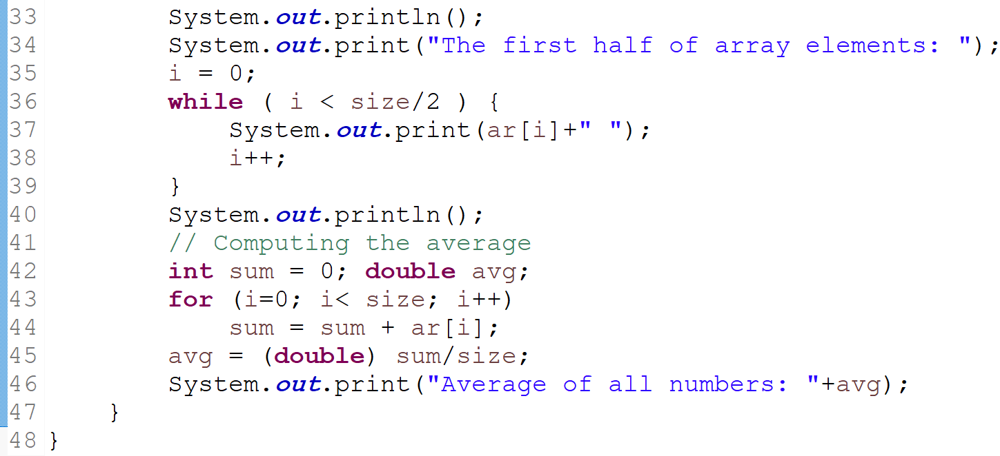 33 System.out.println();
34 System.out.print("The first half of array elements: ");
35 i = 0;
36 while ( i < size/2 ) {
37 System.out.print(ar[i]+" ");
38 i++;
39 }
40 System.out.println();
41 // Computing the average
42 int sum = 0; double avg;
43 for (i=0; i< size; i++)
44 sum = sum + ar[i];
45 avg = (double) sum/size;
46 System.out.print("Average of all numbers: "+avg);
47 }
48 }